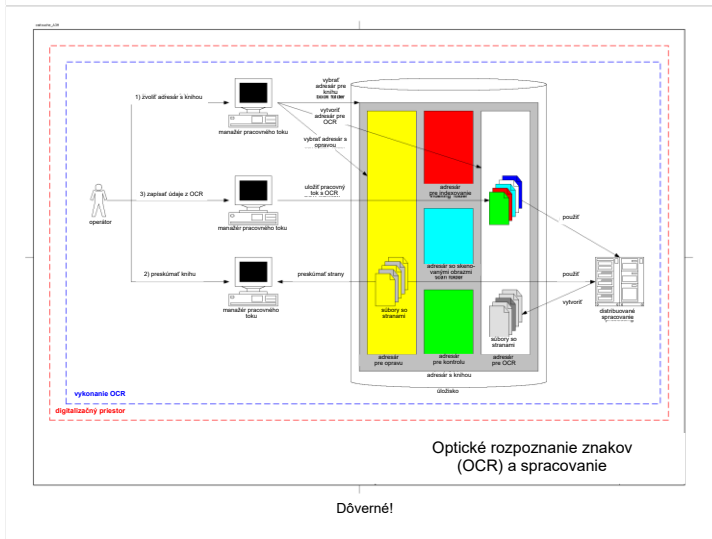 1) zvoliť adresár s knihou
manažér pracovného toku
vybrať
adresár pre
knihu
vytvoriť
adresár pre
OCR
vybrať adresár s
opravou
operátor
3) zapísať údaje z OCR
manažér pracovného
toku
uložiť pracovný
tok s OCR
2) preskúmať knihu
manažér pracovného
toku
preskúmať strany
súbory so
stranami
adresár
pre opravu
adresár
pre indexovanie
adresár so skeno-
vanými obrazmi
scan folder
adresár
pre kontrolu
súbory so
stranami
adresár
pre OCR
adresár s knihou
úložisko
použiť
použiť
vytvoriť
distribuované
spracovanie
vykonanie OCR
digitalizačný priestor
Optické rozpoznanie znakov
(OCR) a spracovanie
Dôverné!